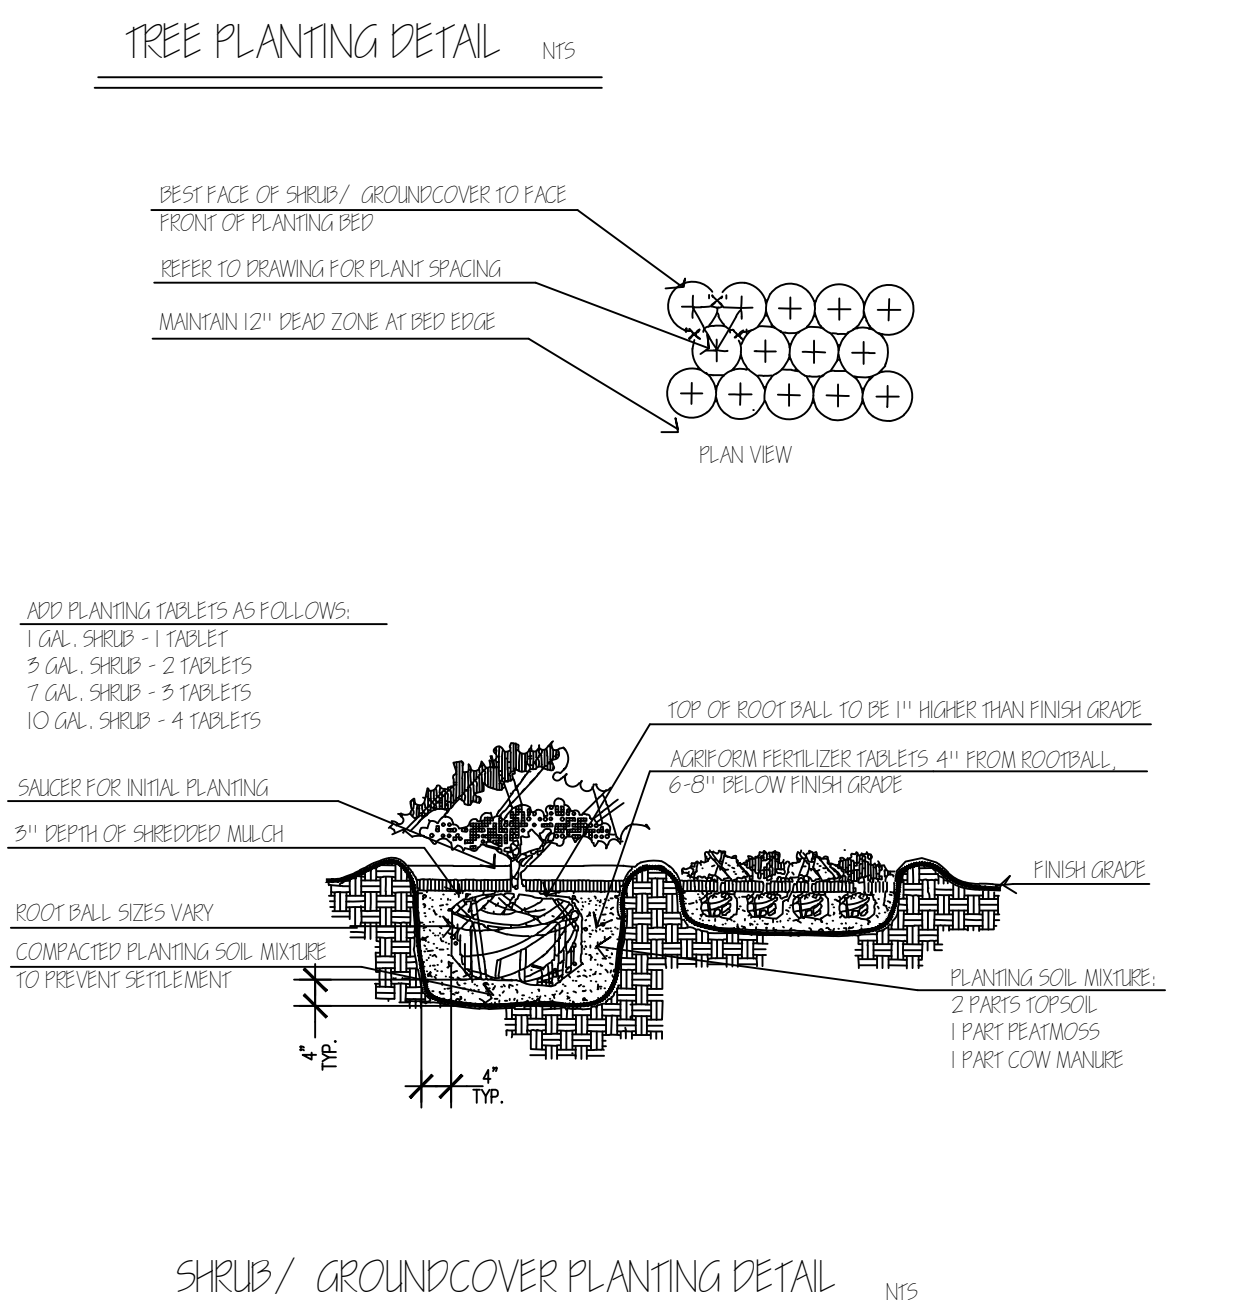 TREE PLANTING DETAIL NTS
BEST FACE OF SHRUB/ GROUNDCOVER TO FACE
FRONT OF PLANTING BED
REFER TO DRAWING FOR PLANT SPACING
MAINTAIN 12" DEAD ZONE AT BED EDGE
PLAN VIEW
ADD PLANTING TABLETS AS FOLLOWS:
1 GAL. SHRUB - 1 TABLET
3 GAL. SHRUB - 2 TABLETS
7 GAL. SHRUB - 3 TABLETS
10 GAL. SHRUB - 4 TABLETS
TOP OF ROOT BALL TO BE 1" HIGHER THAN FINISH GRADE
AGRIFORM FERTILIZER TABLETS 4" FROM ROOTBALL,
6-8" BELOW FINISH GRADE
SAUCER FOR INITIAL PLANTING
3" DEPTH OF SHREDDED MULCH
FINISH GRADE
ROOT BALL SIZES VARY
COMPACTED PLANTING SOIL MIXTURE
TO PREVENT SETTLEMENT
PLANTING SOIL MIXTURE:
2 PARTS TOPSOIL
1 PART PEATMOSS
1 PART COW MANURE
4"
TYP.
4"
TYP.
SHRUB/ GROUNDCOVER PLANTING DETAIL NTS